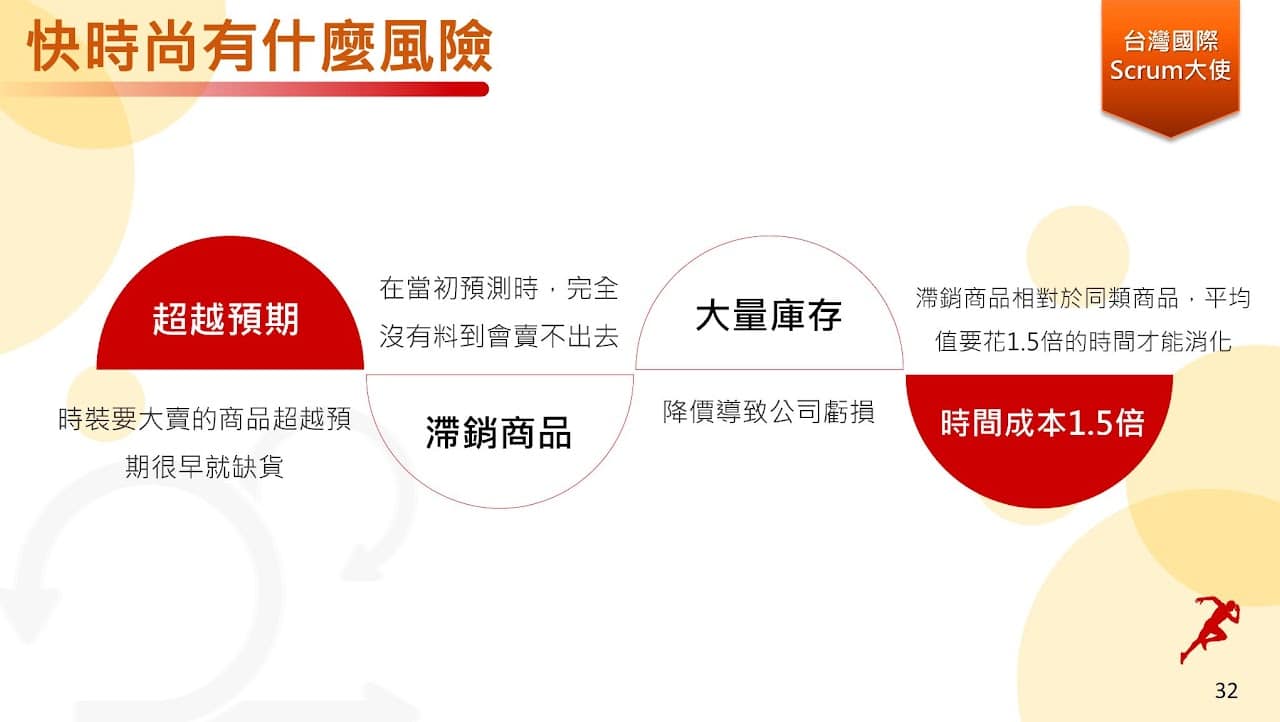 快時尚有什麼風險
台灣國際
Scrum大使
超越預期
時裝要大賣的商品超越預
期很早就缺貨
在當初預測時，完全
沒有料到會賣不出去
滯銷商品
大量庫存
降價導致公司虧損
滯銷商品相對於同類商品，平均
值要花1.5倍的時間才能消化
時間成本1.5倍
32